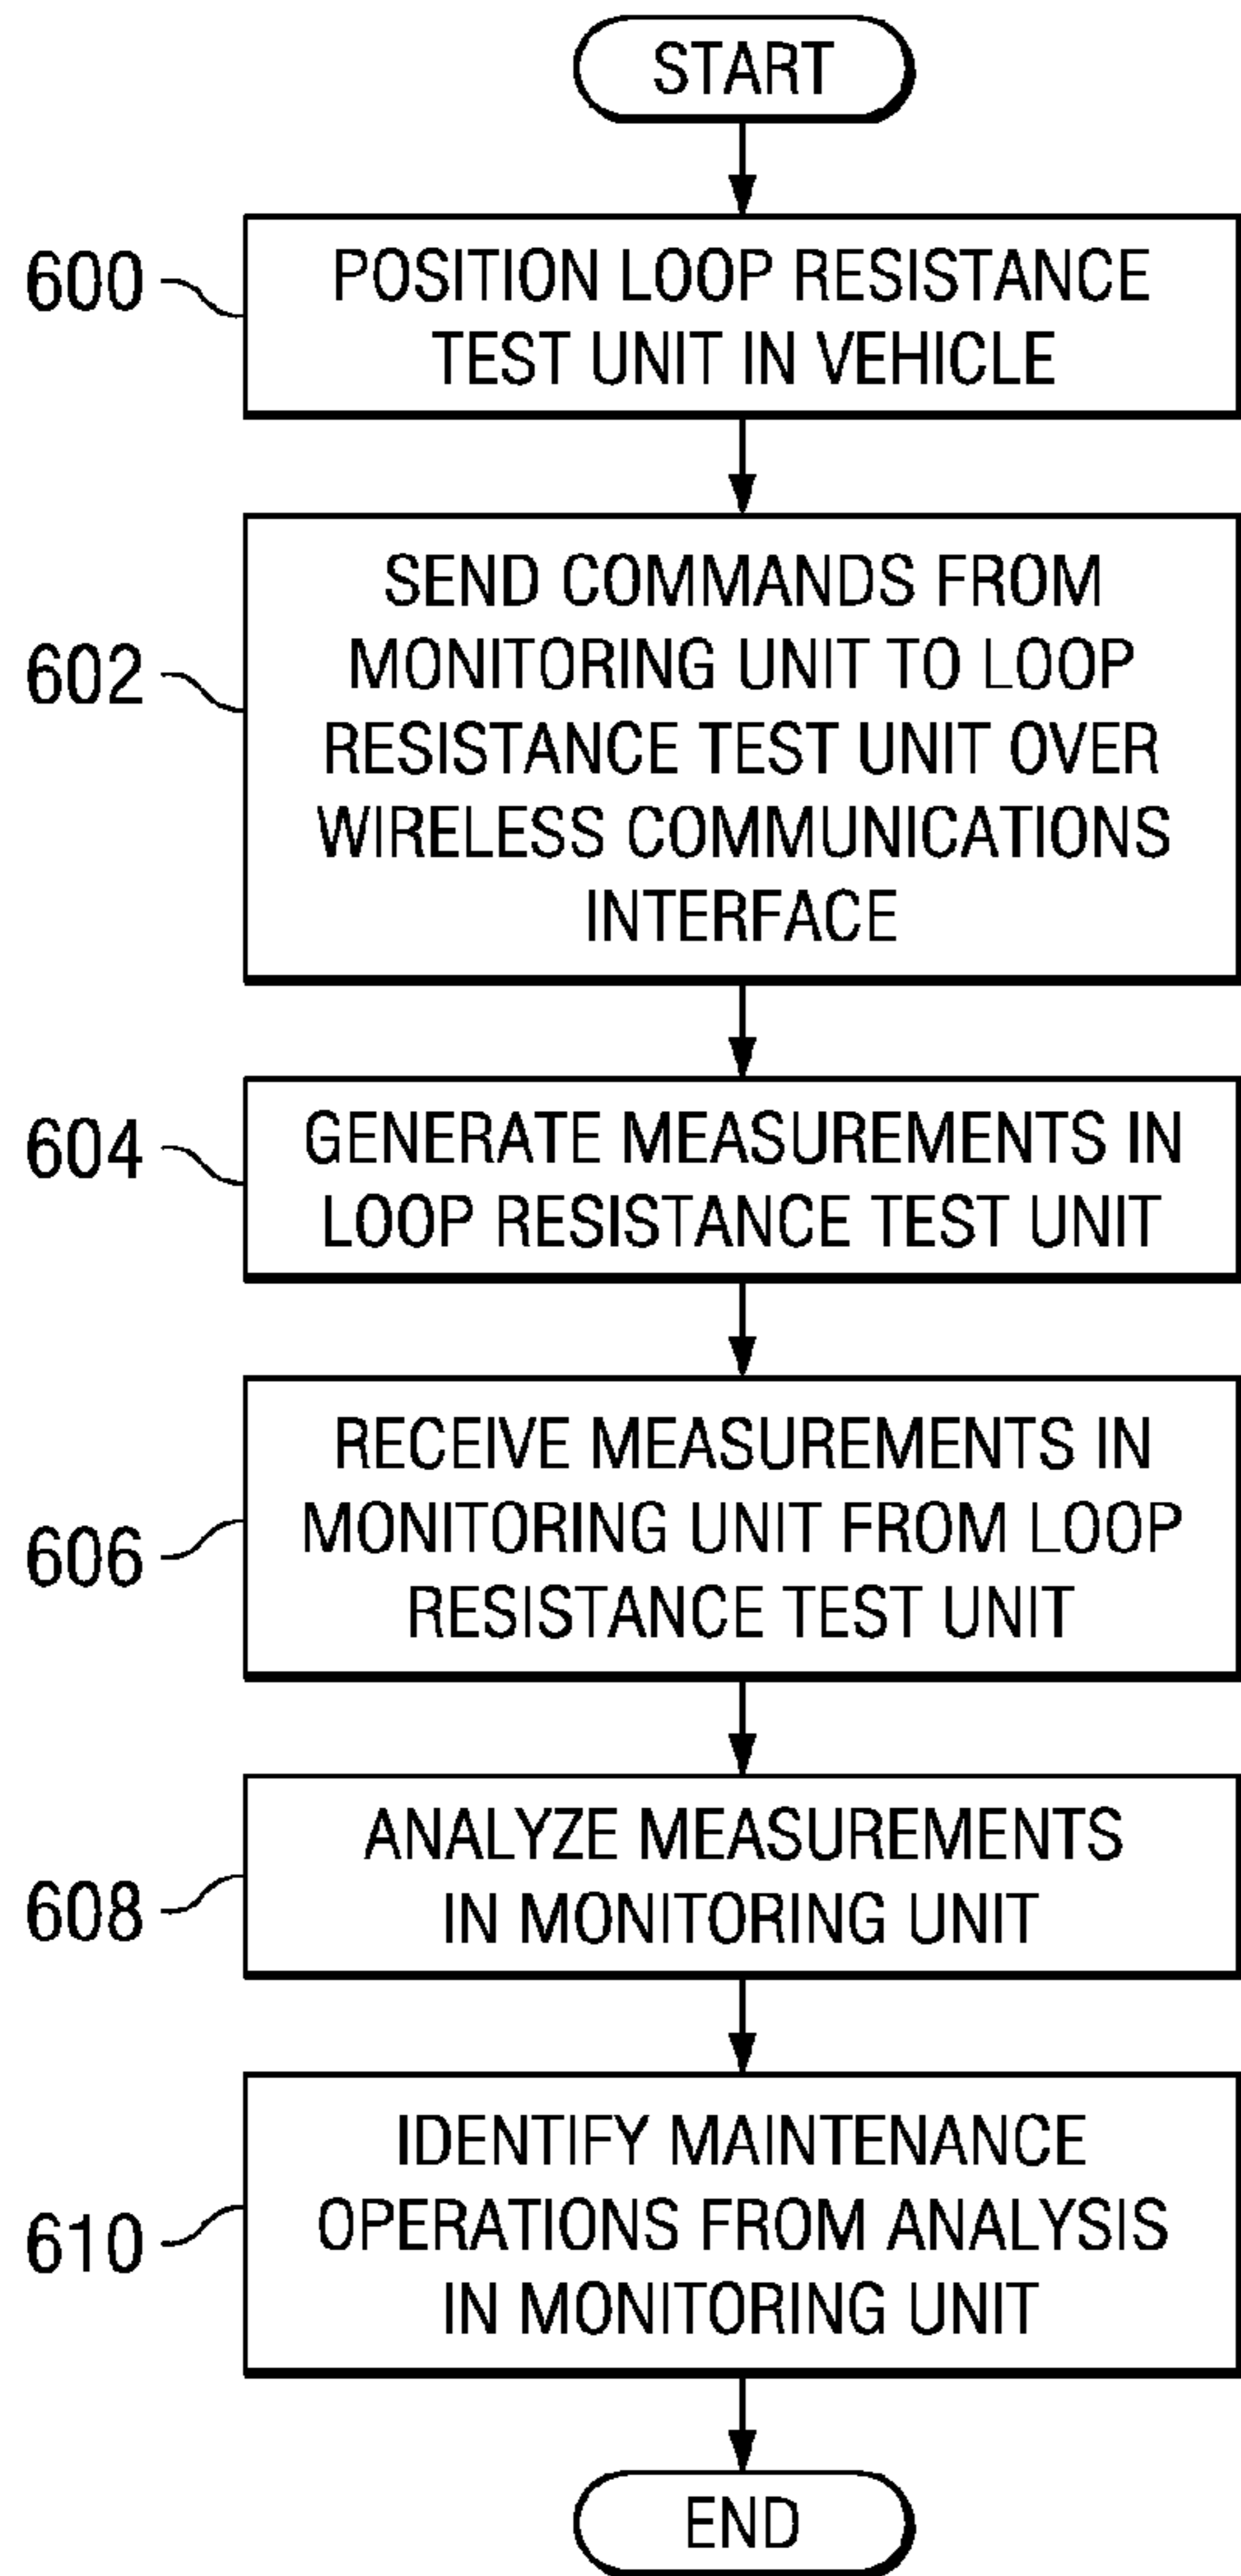 START
600
POSITION LOOP RESISTANCE
TEST UNIT IN VEHICLE
602
SEND COMMANDS FROM
MONITORING UNIT TO LOOP
RESISTANCE TEST UNIT OVER
WIRELESS COMMUNICATIONS
INTERFACE
604
GENERATE MEASUREMENTS IN
LOOP RESISTANCE TEST UNIT
606
RECEIVE MEASUREMENTS IN
MONITORING UNIT FROM LOOP
RESISTANCE TEST UNIT
608
ANALYZE MEASUREMENTS
IN MONITORING UNIT
610
IDENTIFY MAINTENANCE
OPERATIONS FROM ANALYSIS
IN MONITORING UNIT
END